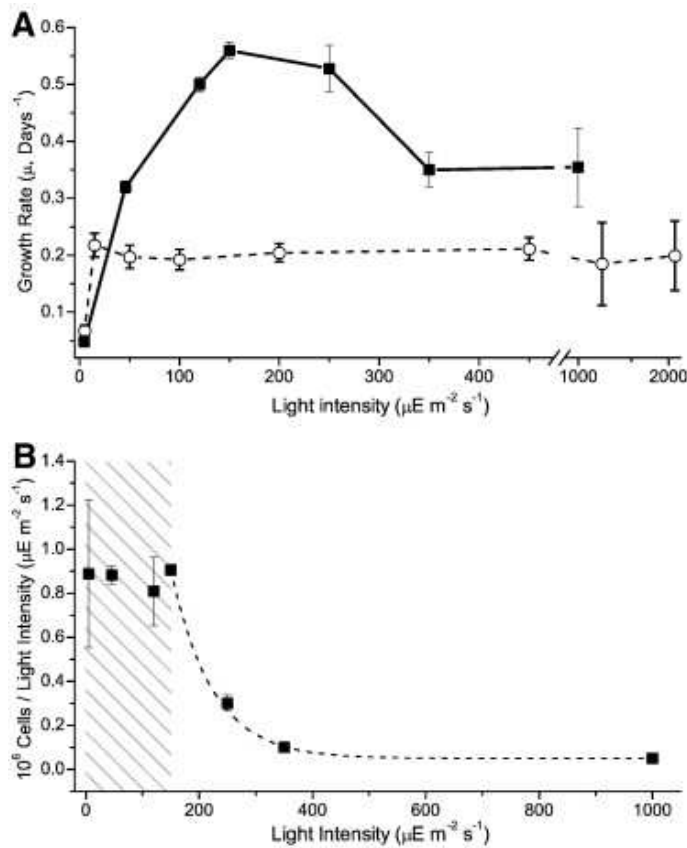 A
0.6
0.5
0.4
0.3
0.2
0.1
Growth Rate (μ, Days ⁻¹)
0 100 200 300 400 1000 2000
Light intensity (μE m⁻² s⁻¹)
B
1.4
1.2
1.0
0.8
0.6
0.4
0.2
0.0
10⁶ Cells / Light Intensity (μE m⁻² s⁻¹)
0 200 400 600 800 1000
Light Intensity (μE m⁻² s⁻¹)